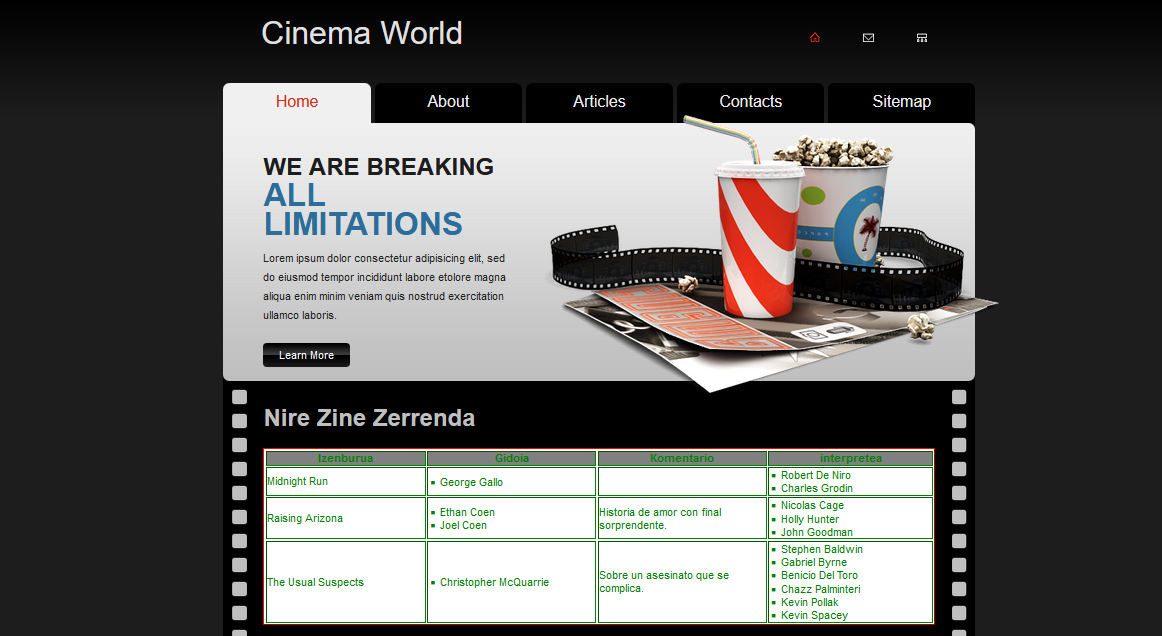 Cinema World
Home About Articles Contacts Sitemap
WE ARE BREAKING
ALL
LIMITATIONS
Lorem ipsum dolor consectetur adipisicing elit, sed
do eiusmod tempor incididunt labore etolore magna
aliqua enim minim veniam quis nostrud exercitation
ullamco laboris.
Learn More
Nire Zine Zerrenda
Izenburua Gidoia Komentario interpretea
Midnight Run
George Gallo
Robert De Niro
Charles Grodin
Raising Arizona
Ethan Coen
Joel Coen
Historia de amor con final
sorprendente.
Nicolas Cage
Holly Hunter
John Goodman
The Usual Suspects
Christopher McQuarrie
Sobre un asesinato que se
complica.
Stephen Baldwin
Gabriel Byrne
Benicio Del Toro
Chazz Palminteri
Kevin Pollak
Kevin Spacey